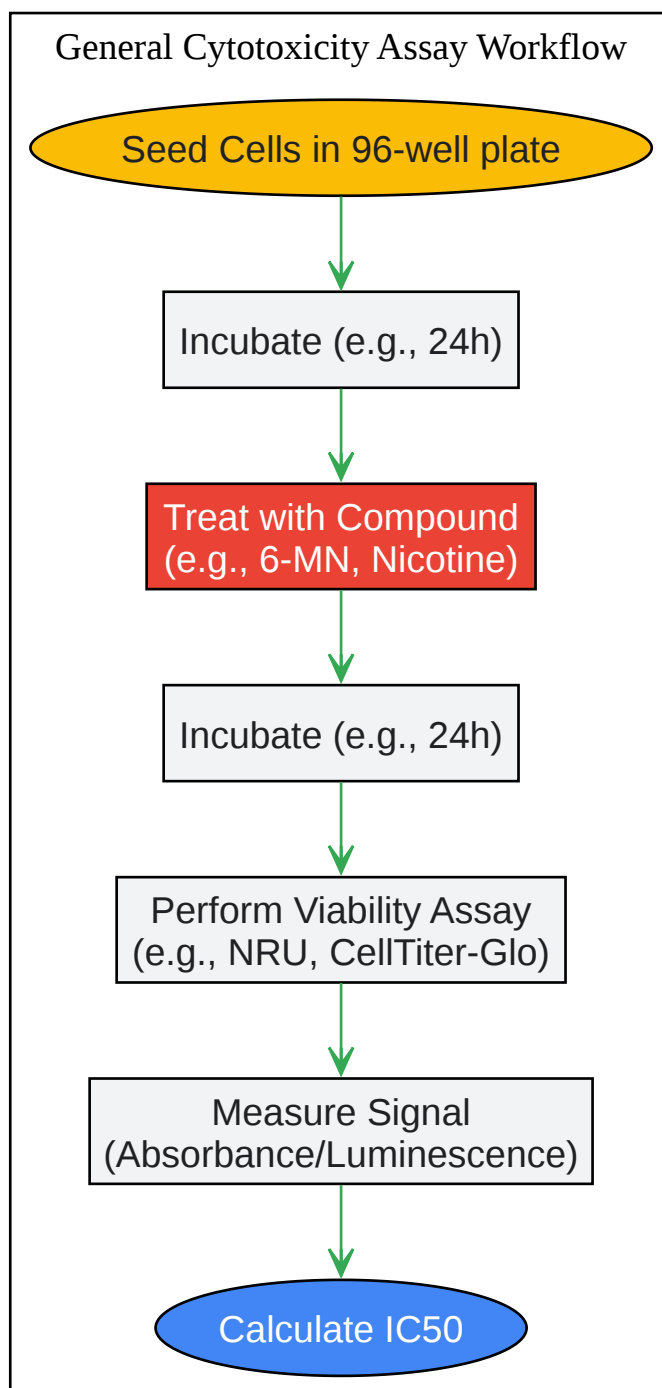 General Cytotoxicity Assay Workflow
Seed Cells in 96-well plate
Incubate (e.g., 24h)
Treat with Compound
(e.g., 6-MN, Nicotine)
Incubate (e.g., 24h)
Perform Viability Assay
(e.g., NRU, CellTiter-Glo)
Measure Signal
(Absorbance/Luminescence)
Calculate IC50